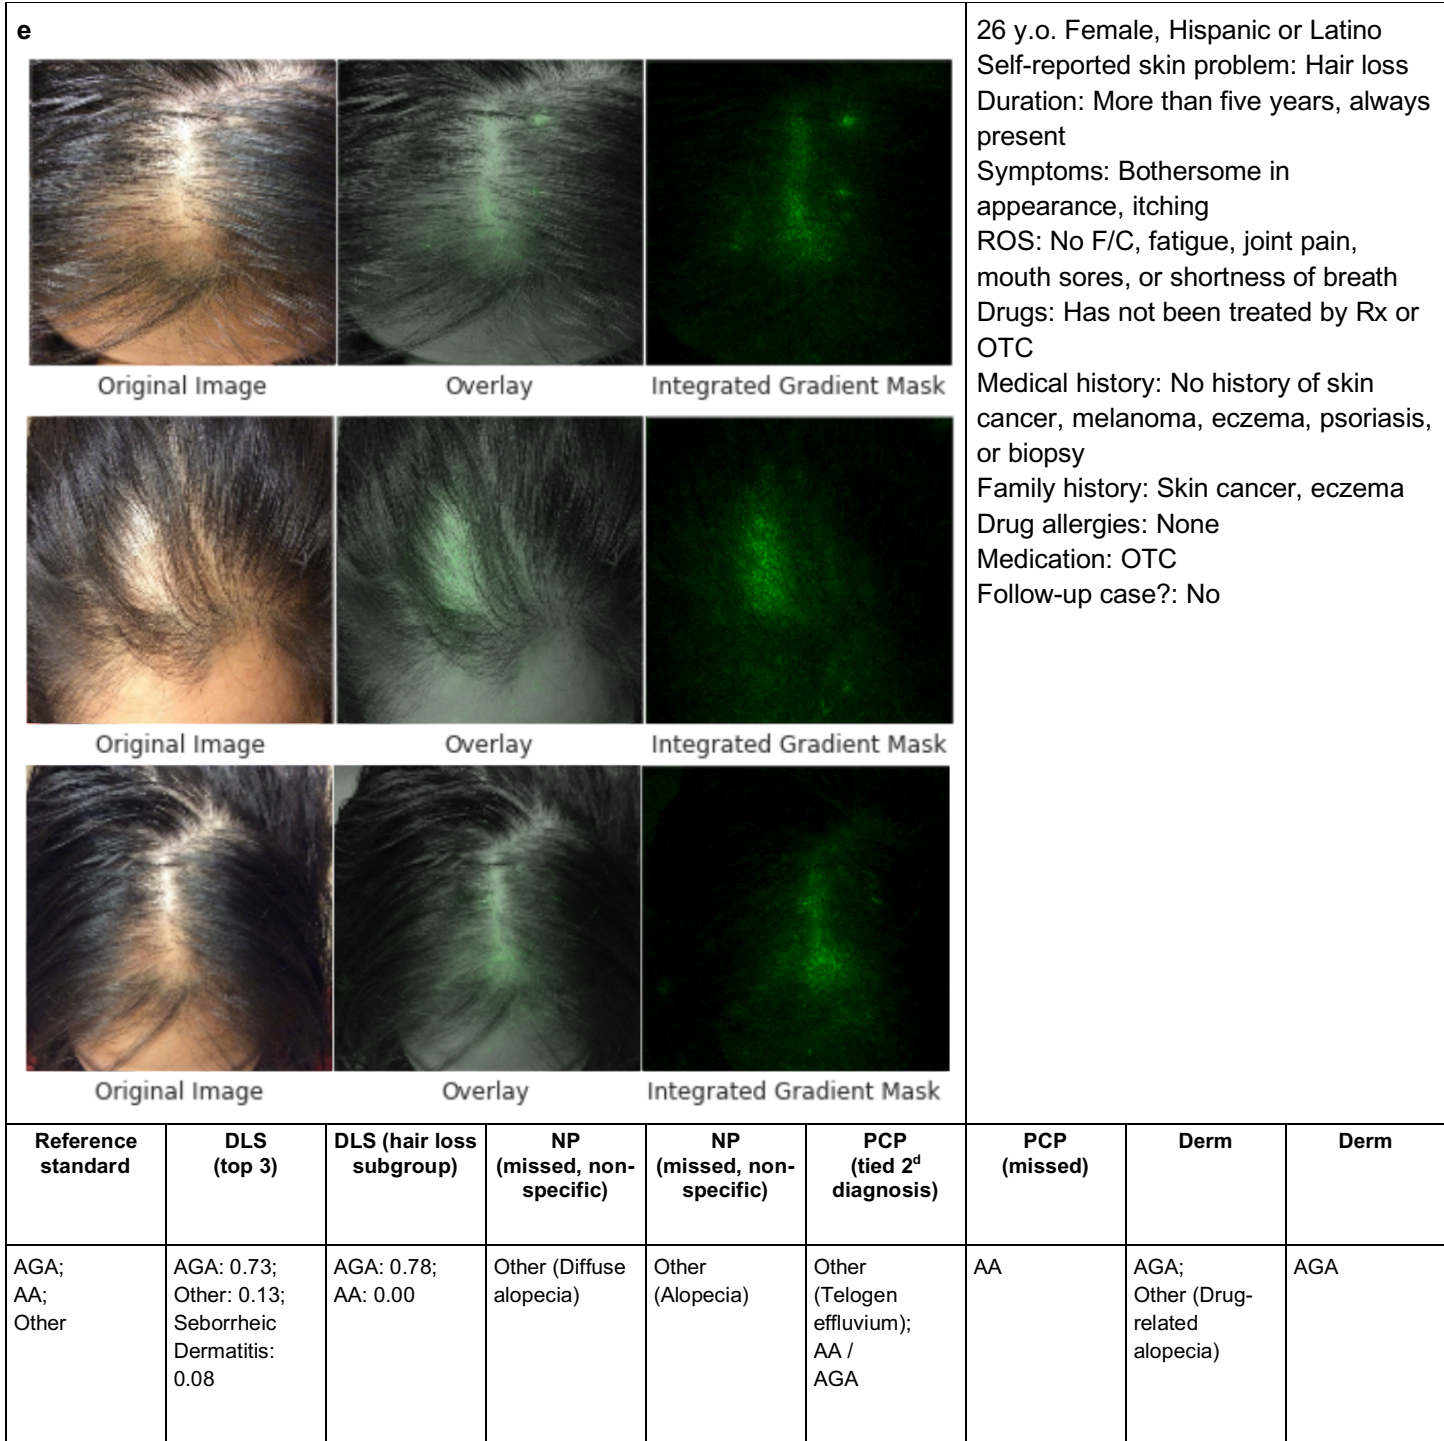 e
Original Image
Overlay
Integrated Gradient Mask
Original Image
Overlay
Integrated Gradient Mask
Original Image
Overlay
Integrated Gradient Mask
26 y.o. Female, Hispanic or Latino
Self-reported skin problem: Hair loss
Duration: More than five years, always
present
Symptoms: Bothersome in
appearance, itching
ROS: No F/C, fatigue, joint pain,
mouth sores, or shortness of breath
Drugs: Has not been treated by Rx or
OTC
Medical history: No history of skin
cancer, melanoma, eczema, psoriasis,
or biopsy
Family history: Skin cancer, eczema
Drug allergies: None
Medication: OTC
Follow-up case?: No
Reference
standard
DLS
(top 3)
DLS (hair loss
subgroup)
NP
(missed, non-
specific)
NP
(missed, non-
specific)
PCP
(tied 2d
diagnosis)
PCP
(missed)
Derm
Derm
AGA;
AA;
Other
AGA: 0.73;
Other: 0.13;
Seborrheic
Dermatitis:
0.08
AGA: 0.78;
AA: 0.00
Other (Diffuse
alopecia)
Other
(Alopecia)
Other
(Telogen
effluvium);
AA /
AGA
AA
AGA;
Other (Drug-
related
alopecia)
AGA